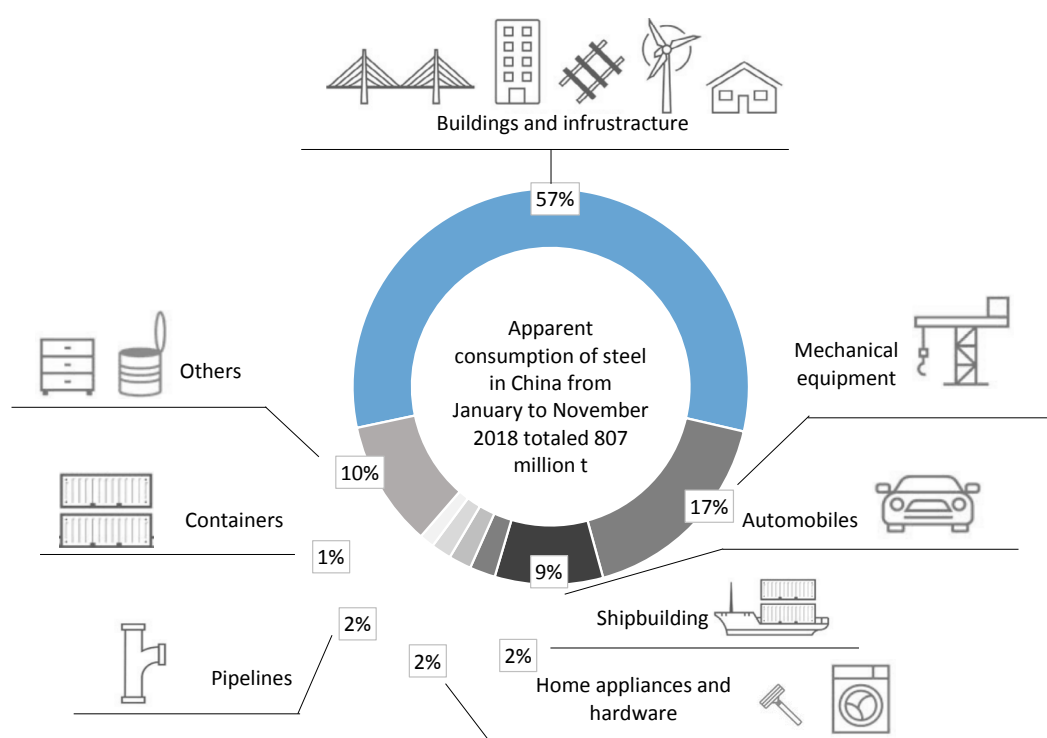 Buildings and infrustracture
57%
Apparent
consumption of steel
in China from
January to November
2018 totaled 807
million t
Mechanical
equipment
Others
10%
17%
Automobiles
Containers
1%
9%
Shipbuilding
2%
2%
2%
Pipelines
Home appliances and
hardware